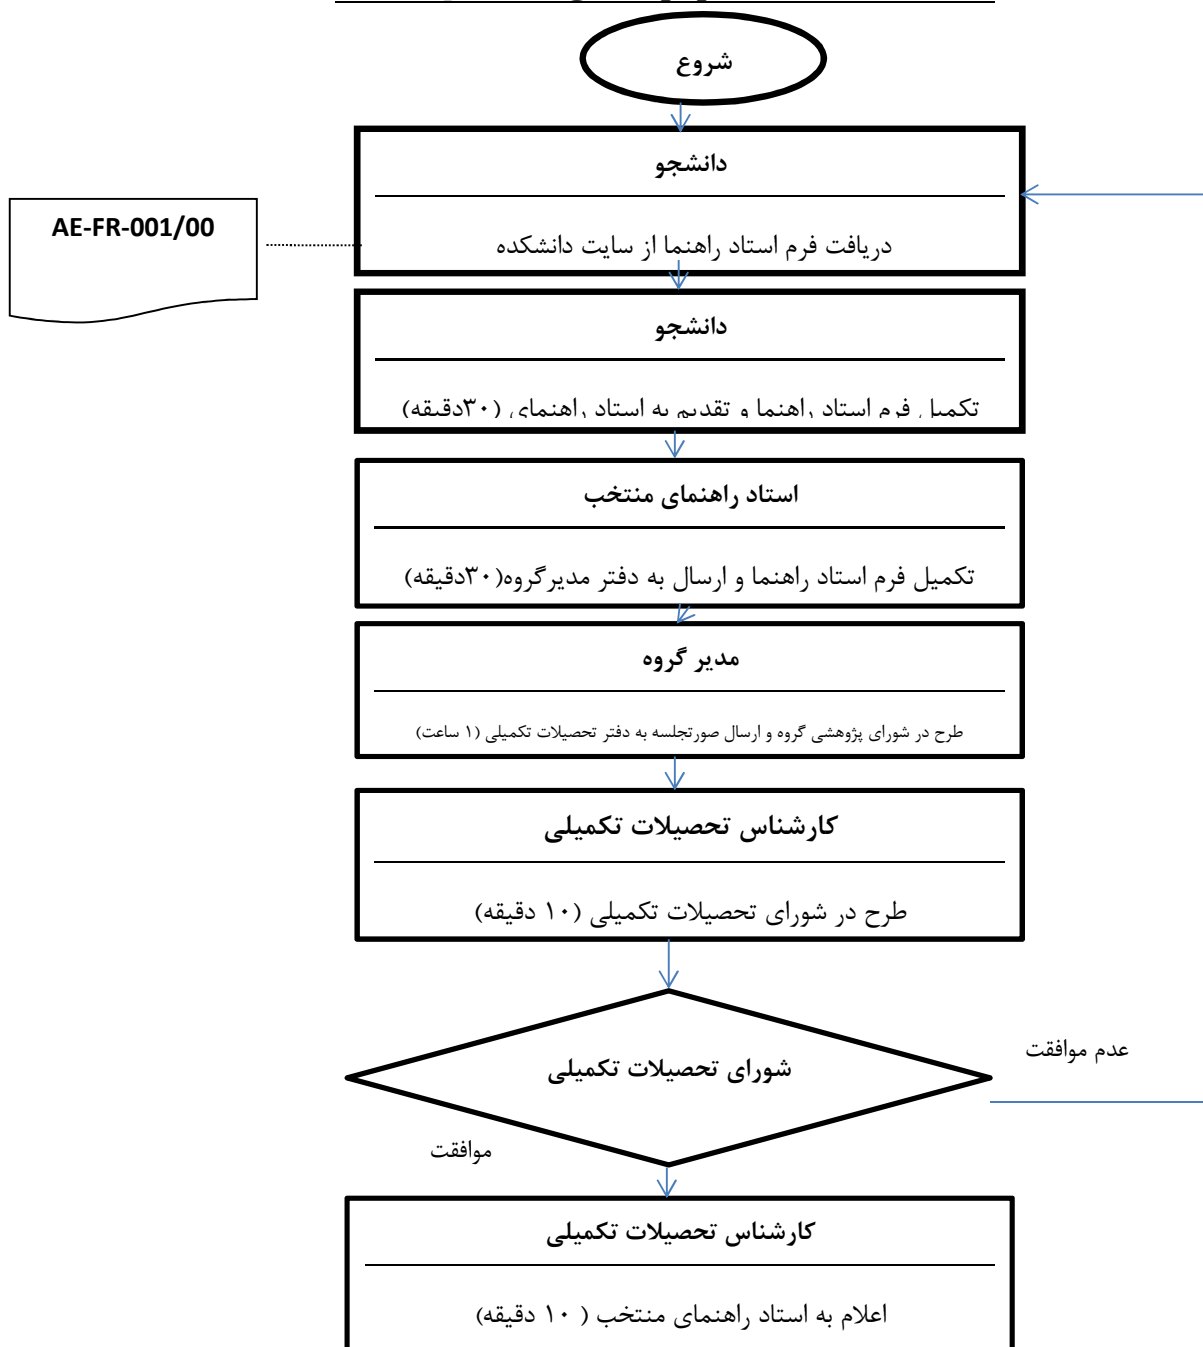 شروع
دانشجو
دریافت فرم استاد راهنما از سایت دانشکده
AE-FR-001/00
دانشجو
تکمیل فرم استاد راهنما و تقدیم به استاد راهنمای (۳۰دقیقه)
استاد راهنمای منتخب
تکمیل فرم استاد راهنما و ارسال به دفتر مدیرگروه(۳۰دقیقه)
مدیر گروه
طرح در شورای پژوهشی گروه و ارسال صورتجلسه به دفتر تحصیلات تکمیلی (۱ ساعت)
کارشناس تحصیلات تکمیلی
طرح در شورای تحصیلات تکمیلی (۱۰ دقیقه)
شورای تحصیلات تکمیلی
عدم موافقت
موافقت
کارشناس تحصیلات تکمیلی
اعلام به استاد راهنمای منتخب ( ۱۰ دقیقه)